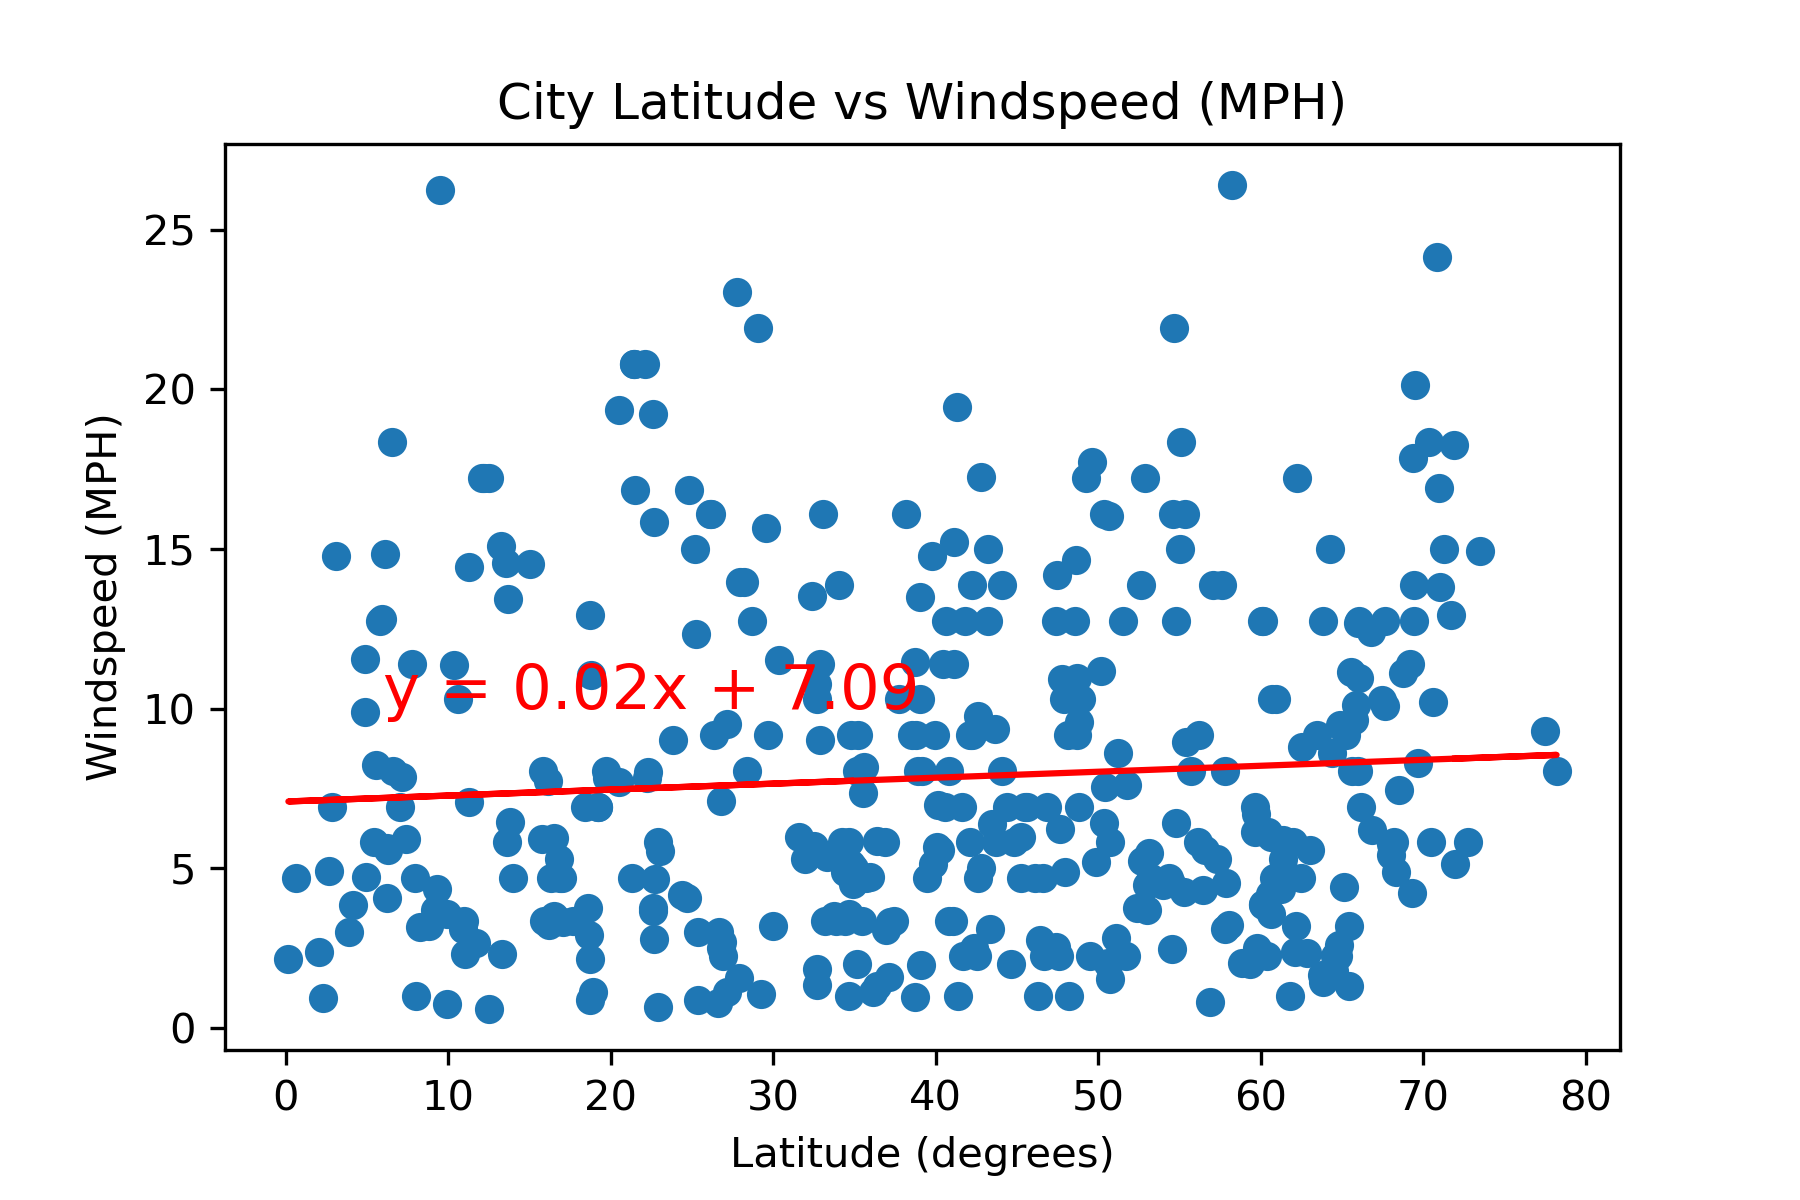 City Latitude vs Windspeed (MPH)
Windspeed (MPH)
25
20
15
10
5
0
y = 0.02x + 7.09
0 10 20 30 40 50 60 70 80
Latitude (degrees)